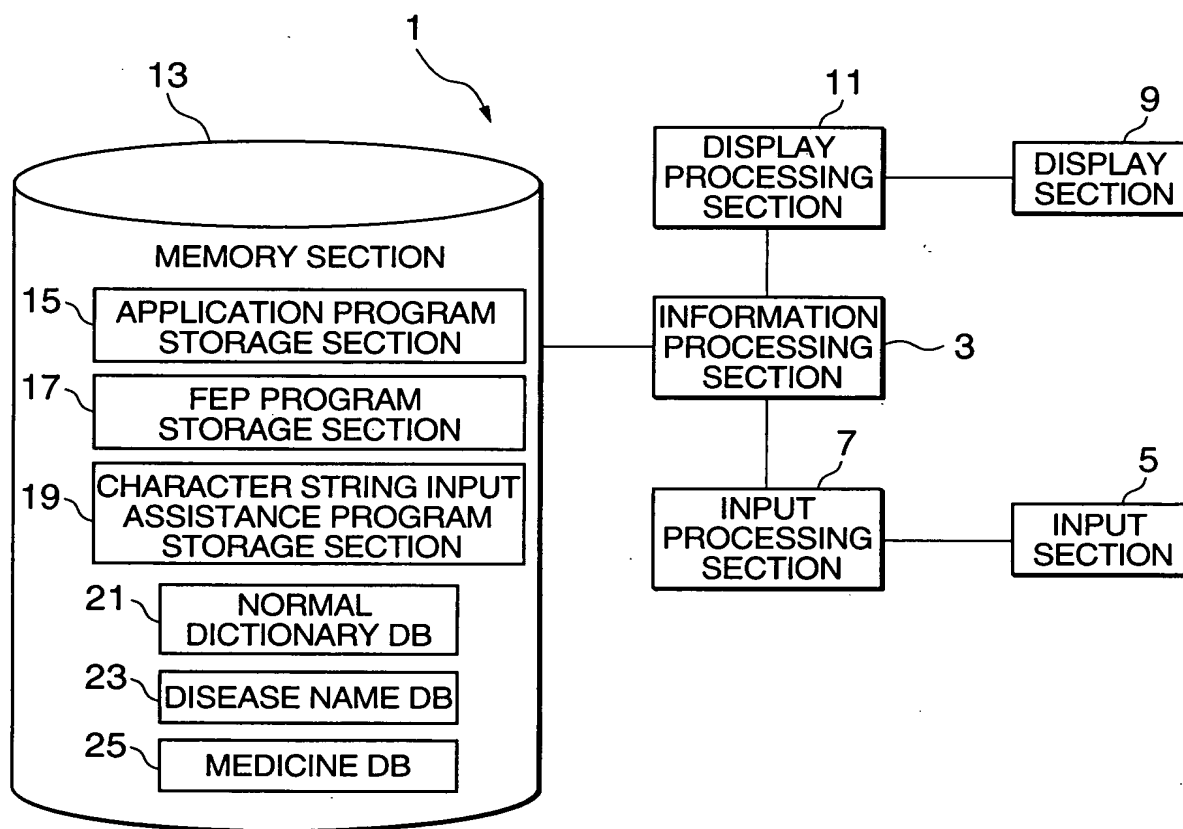 1
13
MEMORY SECTION
15
APPLICATION PROGRAM
STORAGE SECTION
17
FEP PROGRAM
STORAGE SECTION
19
CHARACTER STRING INPUT
ASSISTANCE PROGRAM
STORAGE SECTION
21
NORMAL
DICTIONARY DB
23
DISEASE NAME DB
25
MEDICINE DB
11
DISPLAY
PROCESSING
SECTION
9
DISPLAY
SECTION
INFORMATION
PROCESSING
SECTION
3
7
INPUT
PROCESSING
SECTION
5
INPUT
SECTION